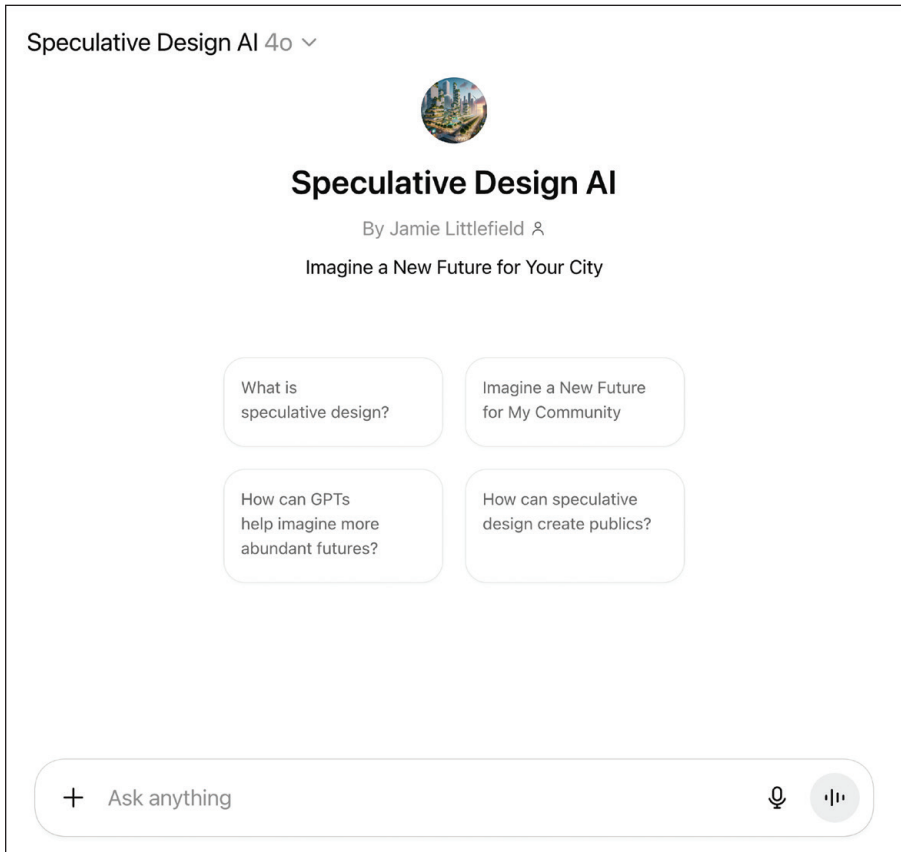 Speculative Design AI 4o
Speculative Design AI
By Jamie Littlefield
Imagine a New Future for Your City
What is
speculative design?
Imagine a New Future
for My Community
How can GPTs
help imagine more
abundant futures?
How can speculative
design create publics?
Ask anything